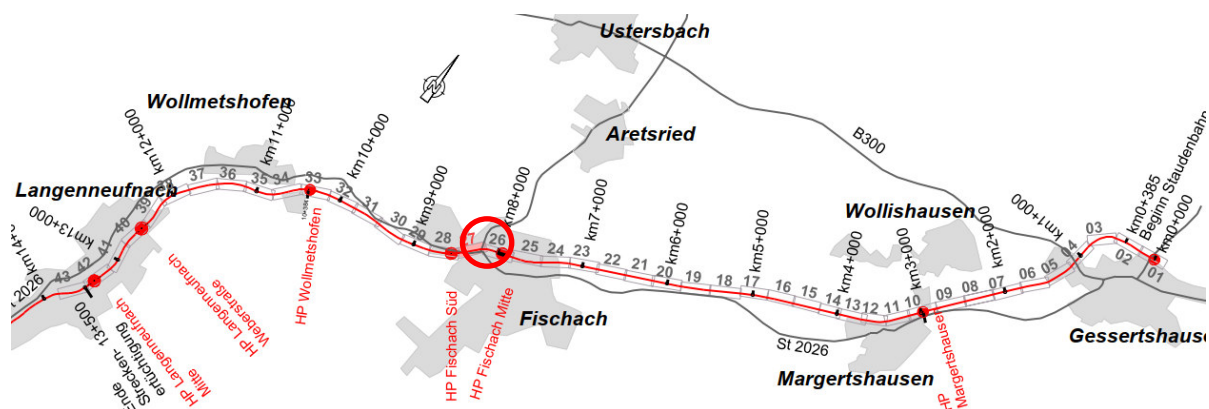 Ustersbach
Wollmetshofen
N
Aretsried
B300
km12+000
km11+000
km10+000
km9+000
km8+000
km7+000
km6+000
km5+000
km4+000
km3+000
km2+000
km1+000
km0+385
Beginn Staudenbahn
km0+000
Langenneufnach
Wollishausen
km13+000
km14+0
43
42
41
40
39
37
36
35
34
33
32
31
30
29
28
26
25
24
23
22
21
20
19
18
17
16
15
14
13
12
11
10
09
08
07
06
05
04
03
02
01
St 2026
Fischach
Gessertshause
Margertshausen
13+500
Ende
Strecken-
ertüchtigung
HP Langenneufnach
Mitte
HP Langenneufnach
Weberstraße
HP Wollmetshofen
HP Fischach Süd
HP Fischach Mitte
HP
Margertshausen
2026